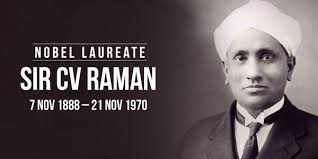 NOBEL LAUREATE
SIR CV RAMAN
7 NOV 1888 – 21 NOV 1970